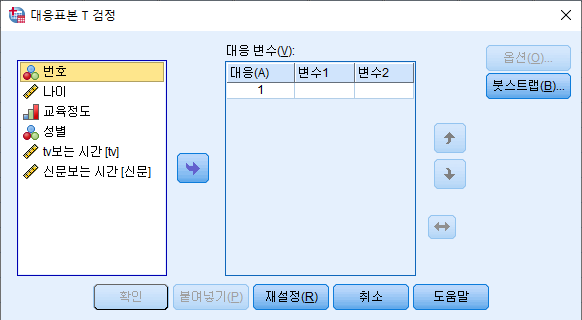 대응표본 T 검정
번호
나이
교육정도
성별
tv보는 시간 [tv]
신문보는 시간 [신문]
대응 변수(V):
대응(A) 변수1 변수2
1
옵션(O)...
붓스트랩(B)...
확인 붙여넣기(P) 재설정(R) 취소 도움말